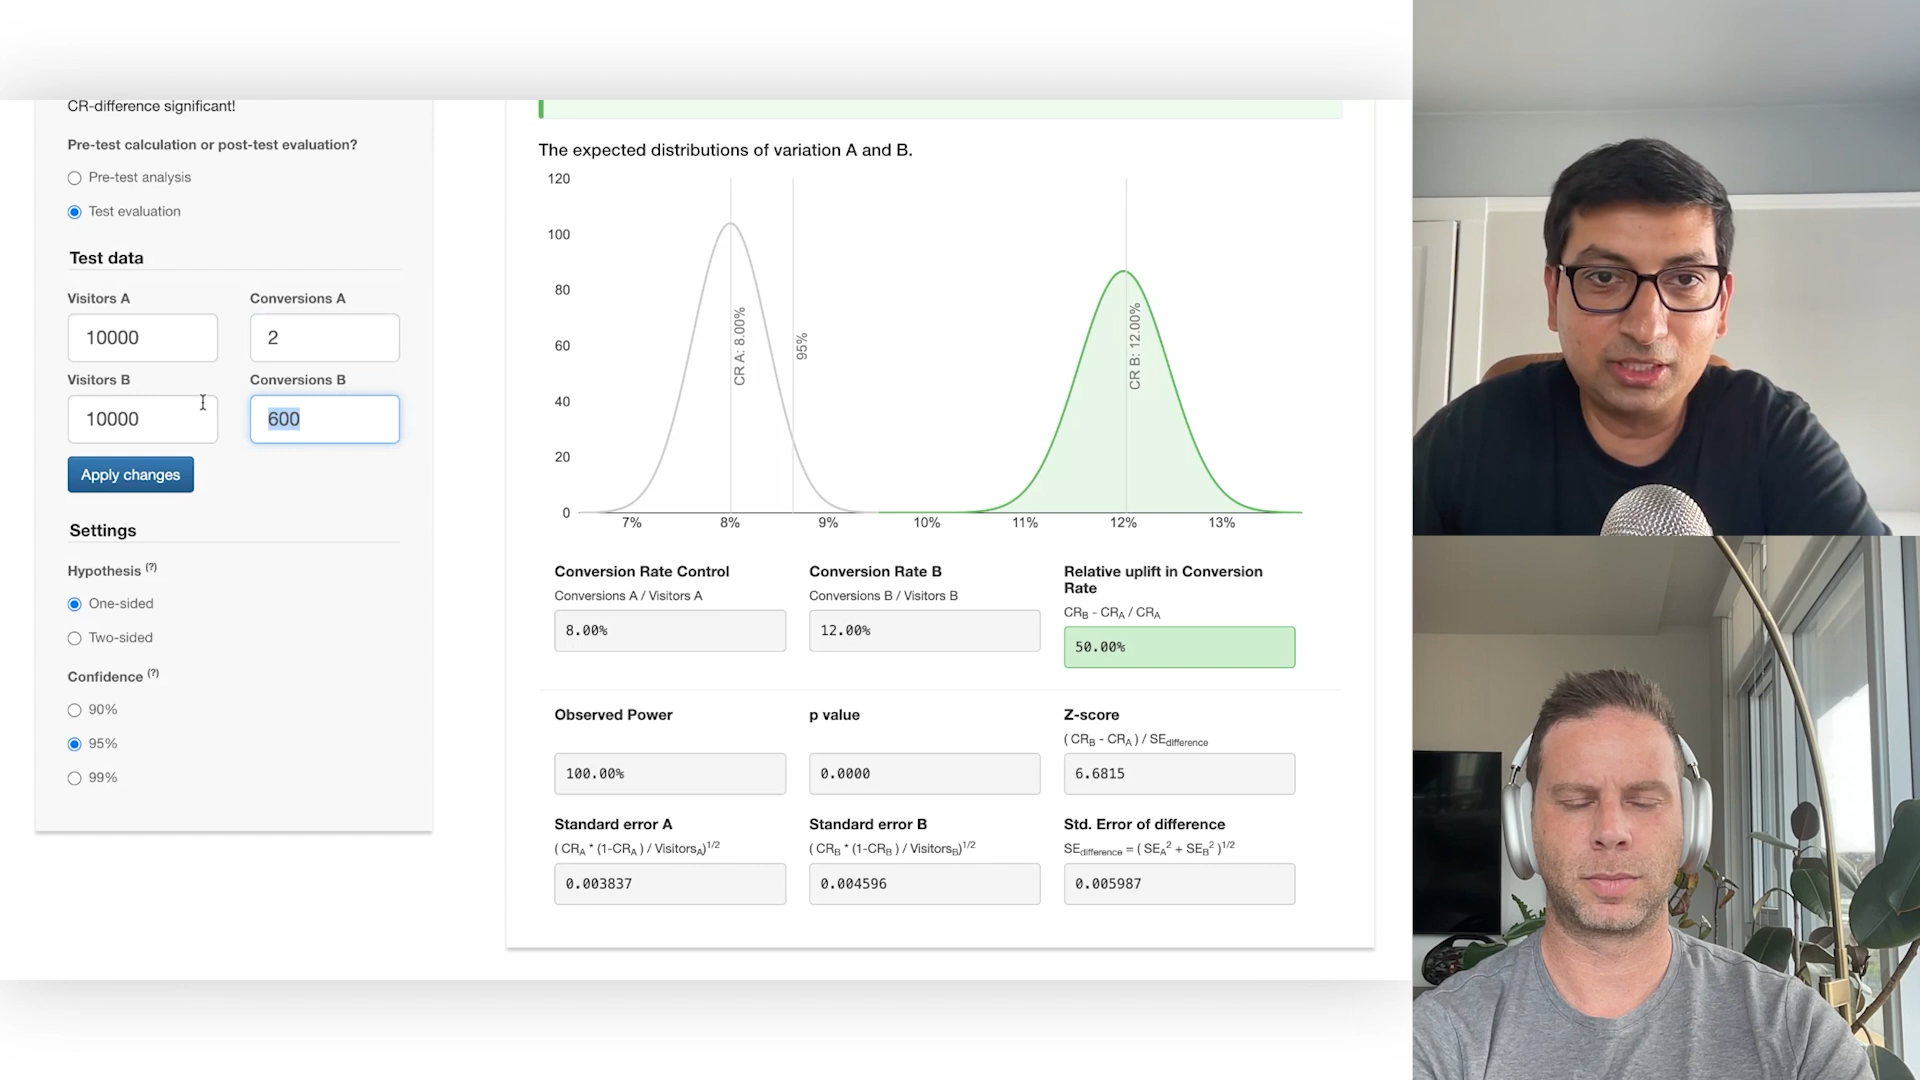 CR-difference significant!
Pre-test calculation or post-test evaluation?
Pre-test analysis
Test evaluation
Test data
Visitors A
Conversions A
10000
2
Visitors B
Conversions B
10000
600
Apply changes
Settings
Hypothesis (?)
One-sided
Two-sided
Confidence (?)
90%
95%
99%
The expected distributions of variation A and B.
120
100
80
60
40
20
0
7%
8%
9%
10%
11%
12%
13%
CR A: 8.00%
95%
CR B: 12.00%
Conversion Rate Control
Conversions A / Visitors A
8.00%
Conversion Rate B
Conversions B / Visitors B
12.00%
Relative uplift in Conversion
Rate
CRB - CRA / CRA
50.00%
Observed Power
100.00%
p value
0.0000
Z-score
( CRB - CRA ) / SEdifference
6.6815
Standard error A
( CRA * (1-CRA ) / VisitorsA)1/2
0.003837
Standard error B
( CRB * (1-CRB ) / VisitorsB)1/2
0.004596
Std. Error of difference
SEdifference = ( SEA2 + SEB2 )1/2
0.005987